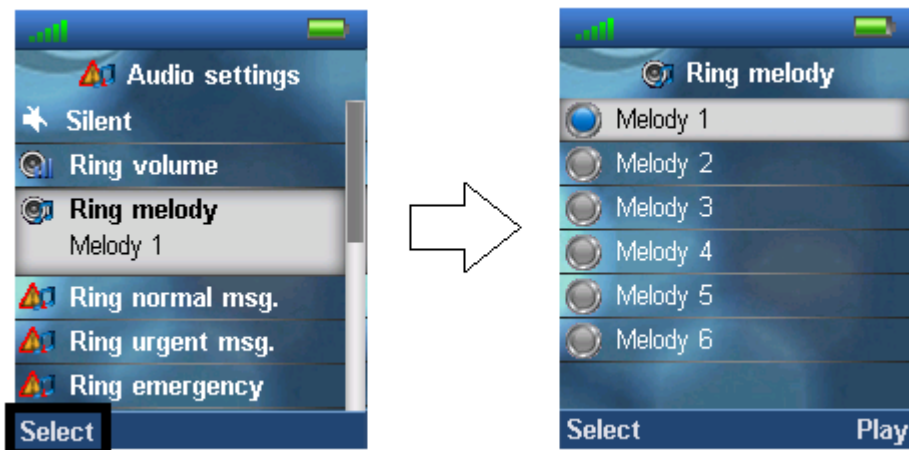 Audio settings
Silent
Ring volume
Ring melody
Melody 1
Ring normal msg.
Ring urgent msg.
Ring emergency
Select
Ring melody
Melody 1
Melody 2
Melody 3
Melody 4
Melody 5
Melody 6
Select Play